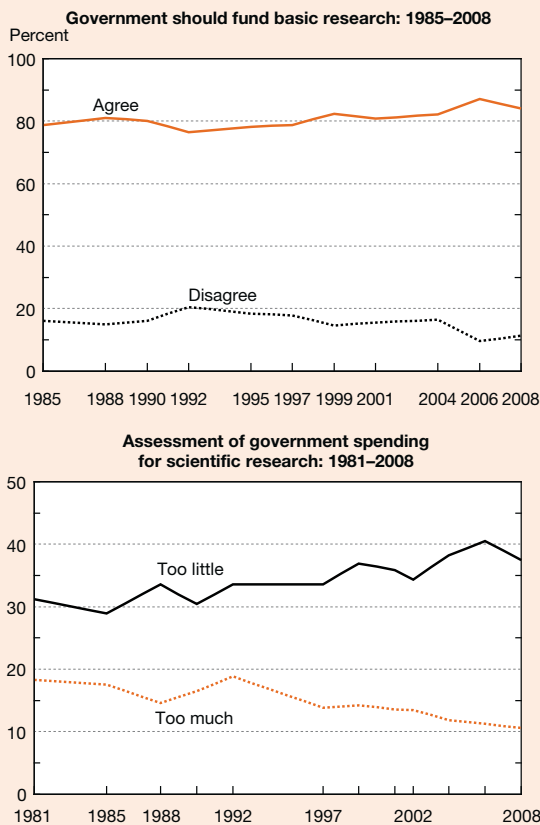 Government should fund basic research: 1985–2008
Percent
100
Agree
80
60
40
Disagree
20
0
1985 1988 1990 1992 1995 1997 1999 2001 2004 2006 2008
Assessment of government spending
for scientific research: 1981–2008
50
40
Too little
30
20
Too much
10
0
1981 1985 1988 1992 1997 2002 2008